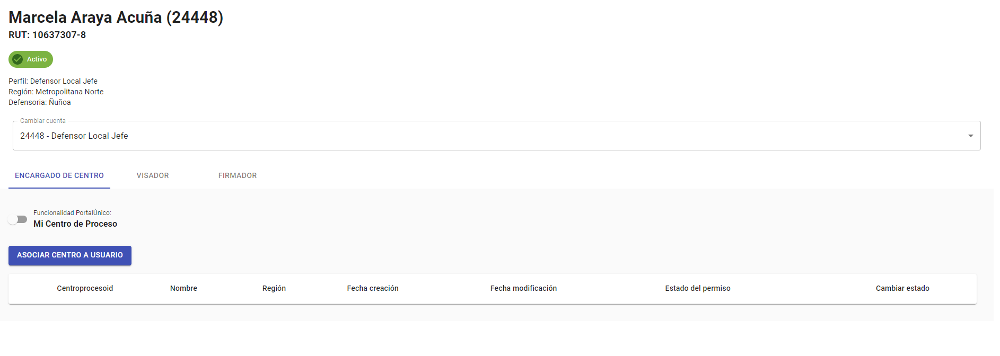 Marcela Araya Acuña (24448)
RUT: 10637307-8
Activo
Perfil: Defensor Local Jefe
Región: Metropolitana Norte
Defensoria: Ñuñoa
Cambiar cuenta
24448 - Defensor Local Jefe
ENCARGADO DE CENTRO VISADOR FIRMADOR
Funcionalidad PortalÚnico:
Mi Centro de Proceso
ASOCIAR CENTRO A USUARIO
Centroprocesoid Nombre Región Fecha creación Fecha modificación Estado del permiso Cambiar estado